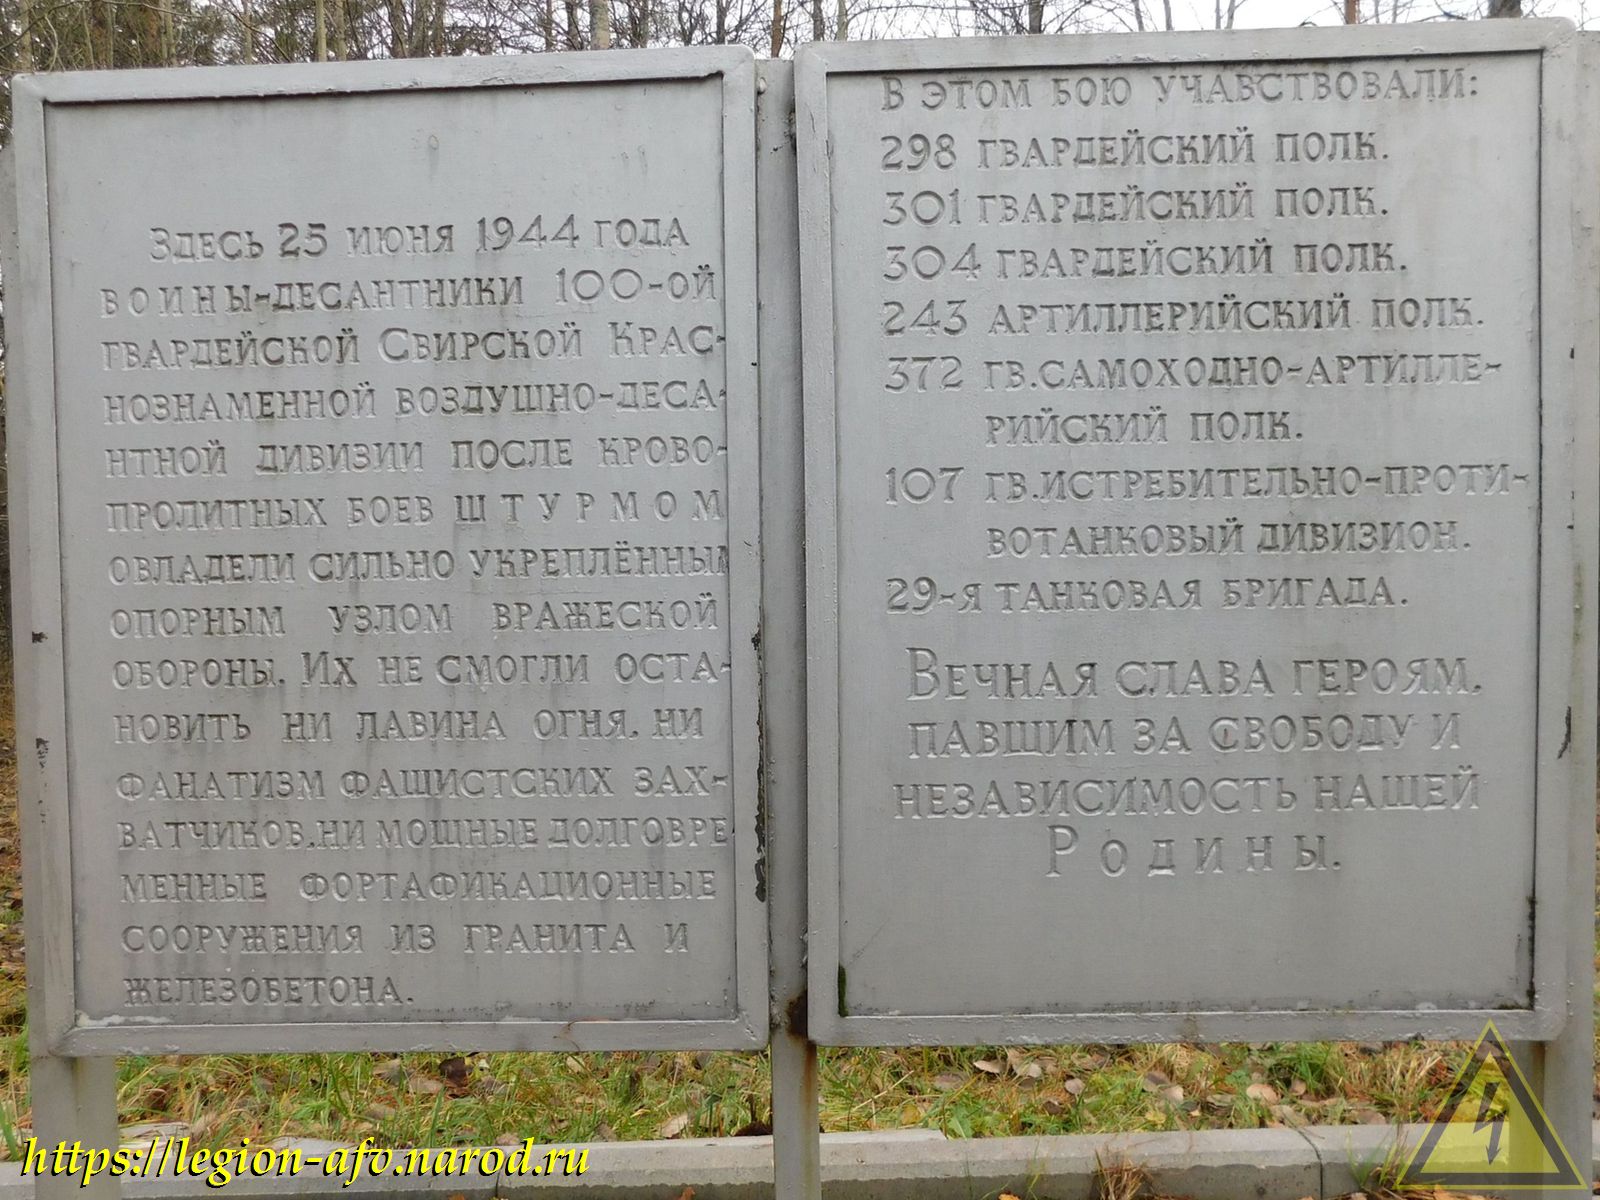 Здесь 25 июня 1944 года
воины-десантники 100-ой
гвардейской Свирской Крас-
нознаменной воздушно-деса-
нтной дивизии после крово-
пролитных боев штурмом
овладели сильно укреплённым
опорным узлом вражеской
обороны. Их не смогли оста-
новить ни лавина огня, ни
фанатизм фашистских зах-
ватчиков, ни мощные долговре
менные фортафикационные
сооружения из гранита и
железобетона.
В этом бою учавствовали:
298 гвардейский полк.
301 гвардейский полк.
304 гвардейский полк.
243 артиллерийский полк.
372 гв. самоходно-артилле-
рийский полк.
107 гв. истребительно-проти-
вотанковый дивизион.
29-я танковая бригада.
Вечная слава героям,
павшим за свободу и
независимость нашей
Родины.
https://legion-afv.narod.ru